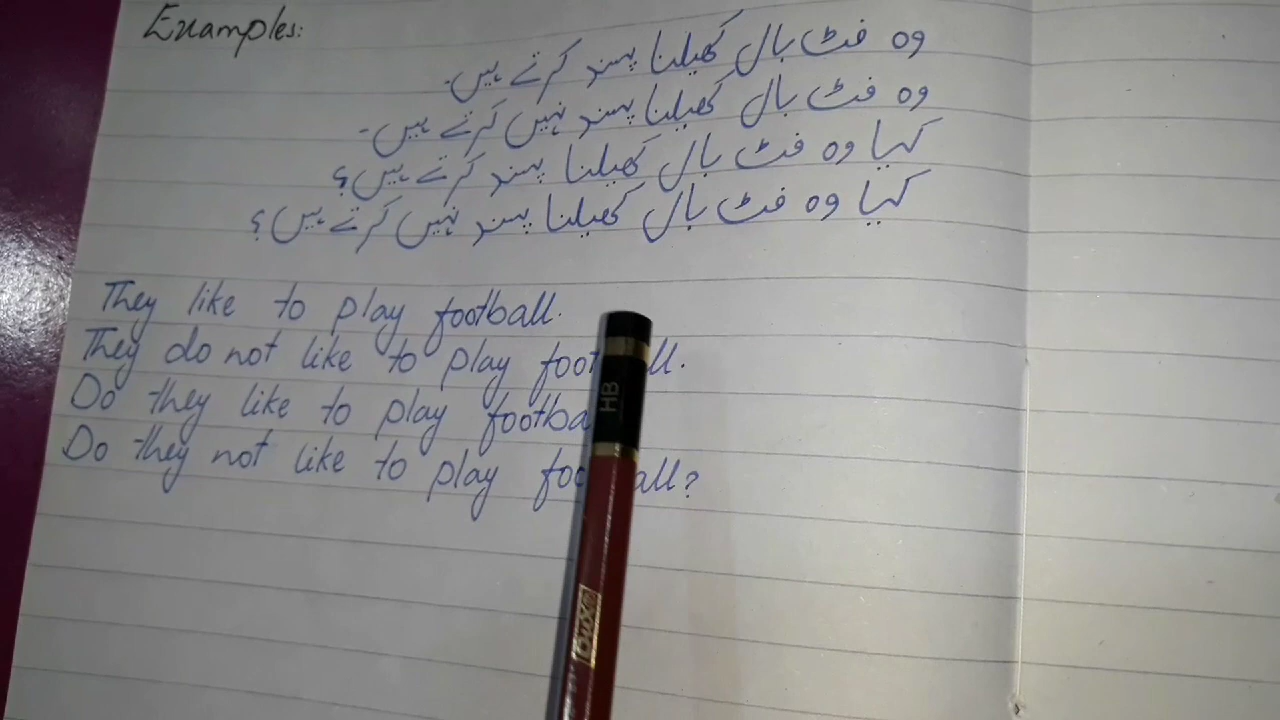 Examples:
وہ فٹ بال کھیلنا پسند کرتے ہیں۔
وہ فٹ بال کھیلنا پسند نہیں کرتے ہیں۔
کیا وہ فٹ بال کھیلنا پسند کرتے ہیں؟
کیا وہ فٹ بال کھیلنا پسند نہیں کرتے ہیں؟
They like to play football.
They do not like to play football.
Do they like to play
Do they not like to play football?
HB